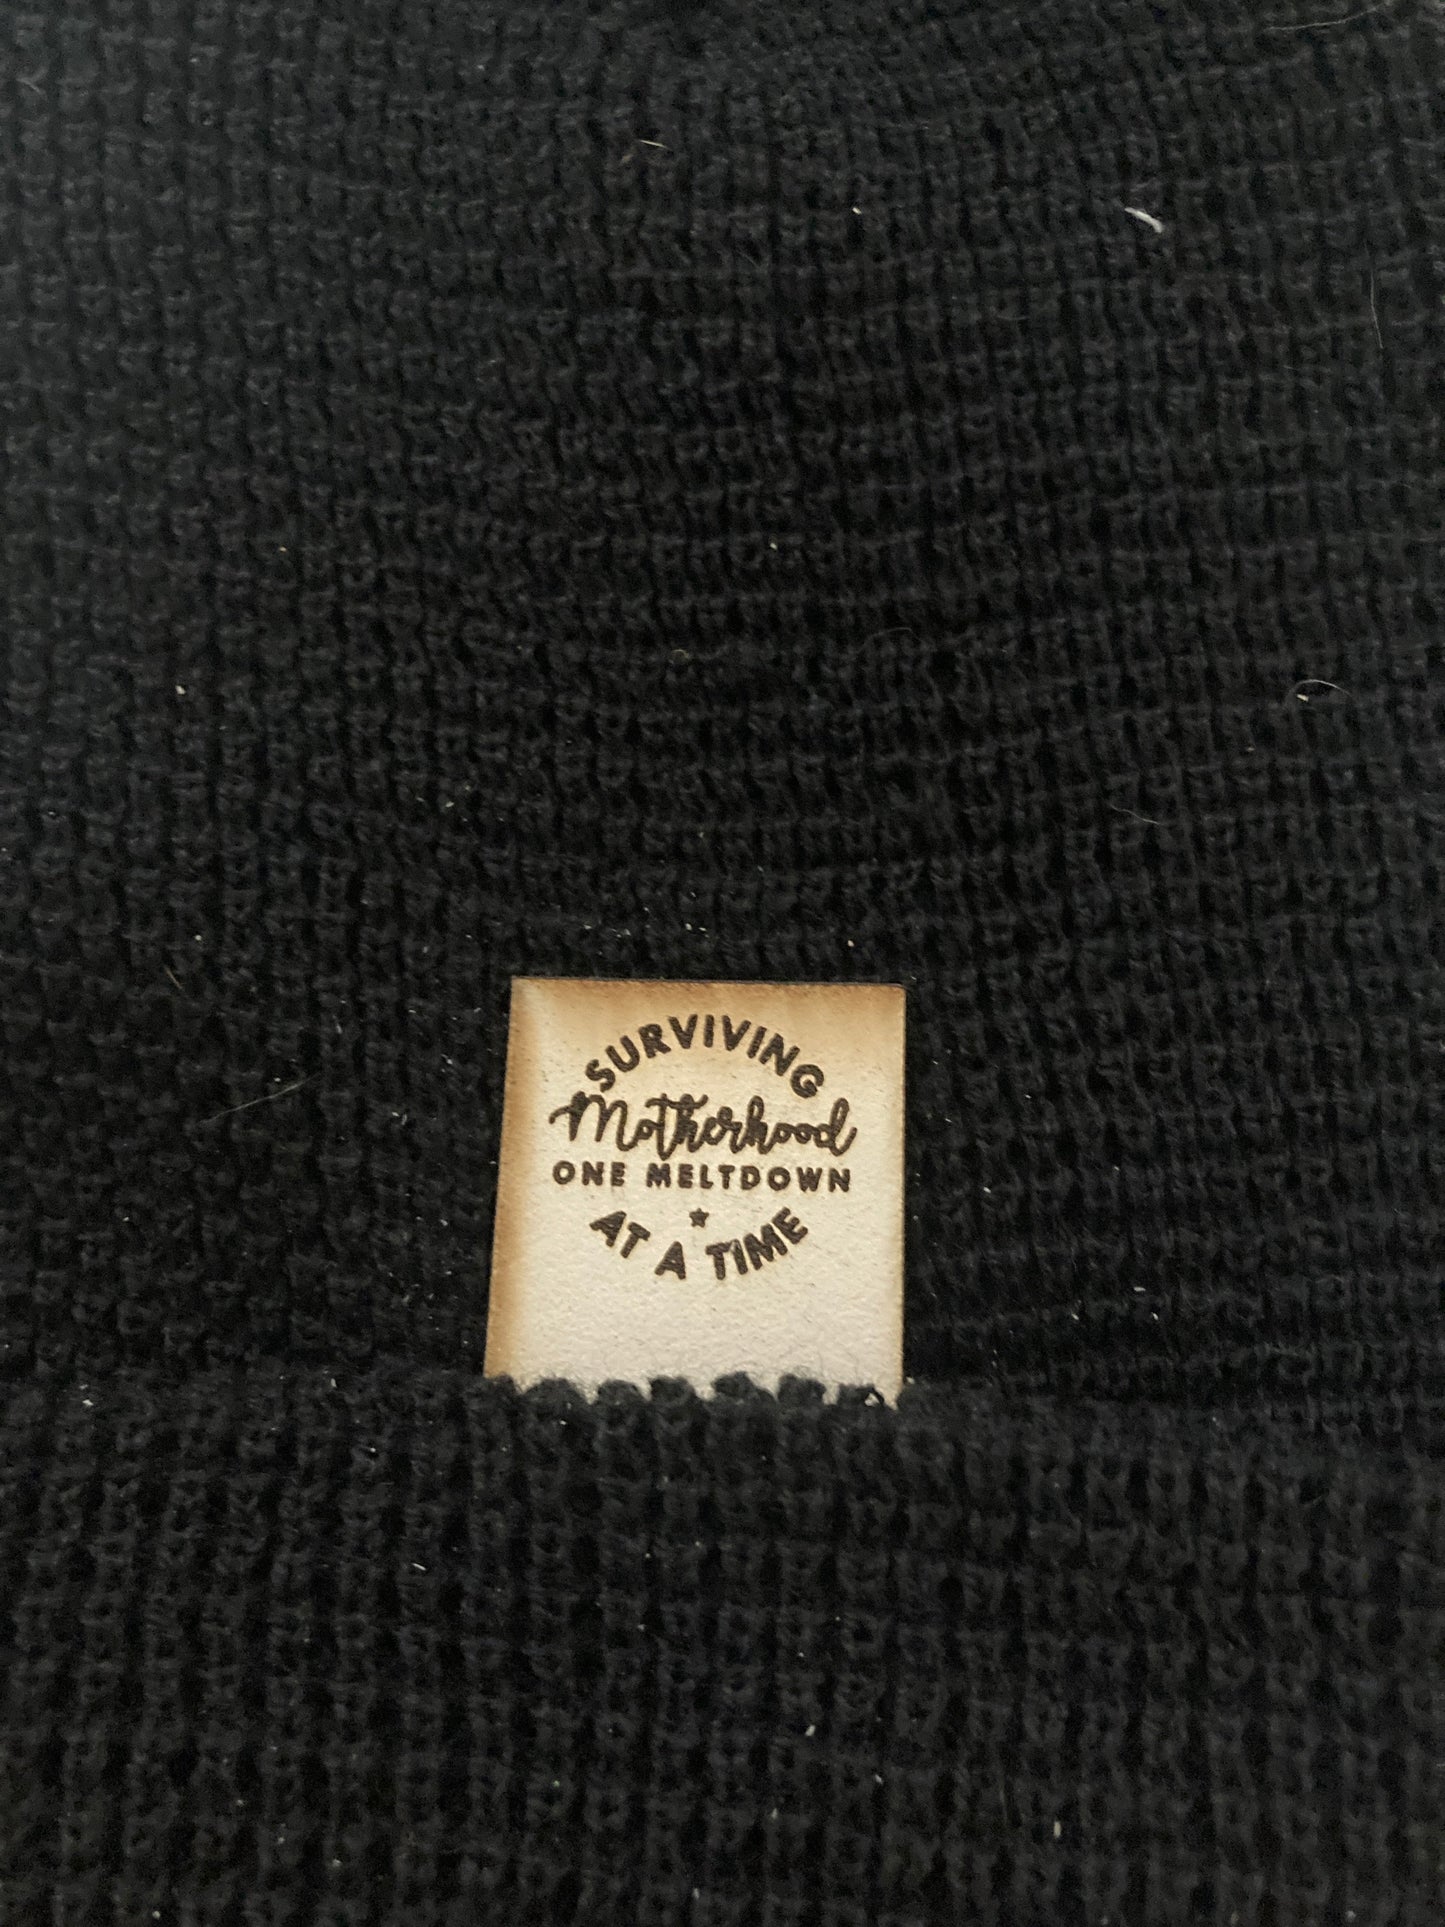 SURVIVING
Motherhood
ONE MELTDOWN
AT A TIME